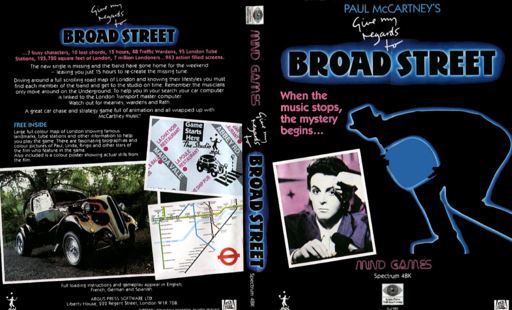 Give my
regards
to
BROAD STREET
...7 busy characters, 10 lost chords, 15 hours, 48 Traffic Wardens, 95 London Tube
Stations, 192,700 square feet of London, 7 million Londoners... 943 action filled screens.
The new single is missing and the band have gone home for the weekend
– leaving you just 15 hours to re-create the missing tune.
Driving around a full scrolling road map of London and knowing their lifestyles you must
find each member of the band and get to the studio on time. Remember the musicians
only move around on the Underground. To help you in your search your car computer
is linked to the London Transport master computer.
Watch out for meanies, wardens and Rath.
A great car chase and strategy game a full of animation and all wrapped up with
McCartney music!
FREE INSIDE
Large full colour map of London showing famous
landmarks, tube stations and other information to help
you play the game. There are fascinating biographies and
colour pictures of Paul, Linda, Ringo and other stars of
the film who feature in the game.
Also included is a colour poster showing actual stills from
the film.
Game
Starts
Here
The Studio
Full loading instructions and gameplay appear in English,
French, German and Spanish.
ARGUS PRESS SOFTWARE LTD.
Liberty House, 222 Regent Street, London W1R 7DB
MIND GAMES
Give my
regards
to
BROAD STREET
Spectrum 48K
PAUL McCARTNEY'S
Give my
regards
to
BROAD STREET
When the
music stops,
the mystery
begins...
MIND GAMES
Spectrum 48K